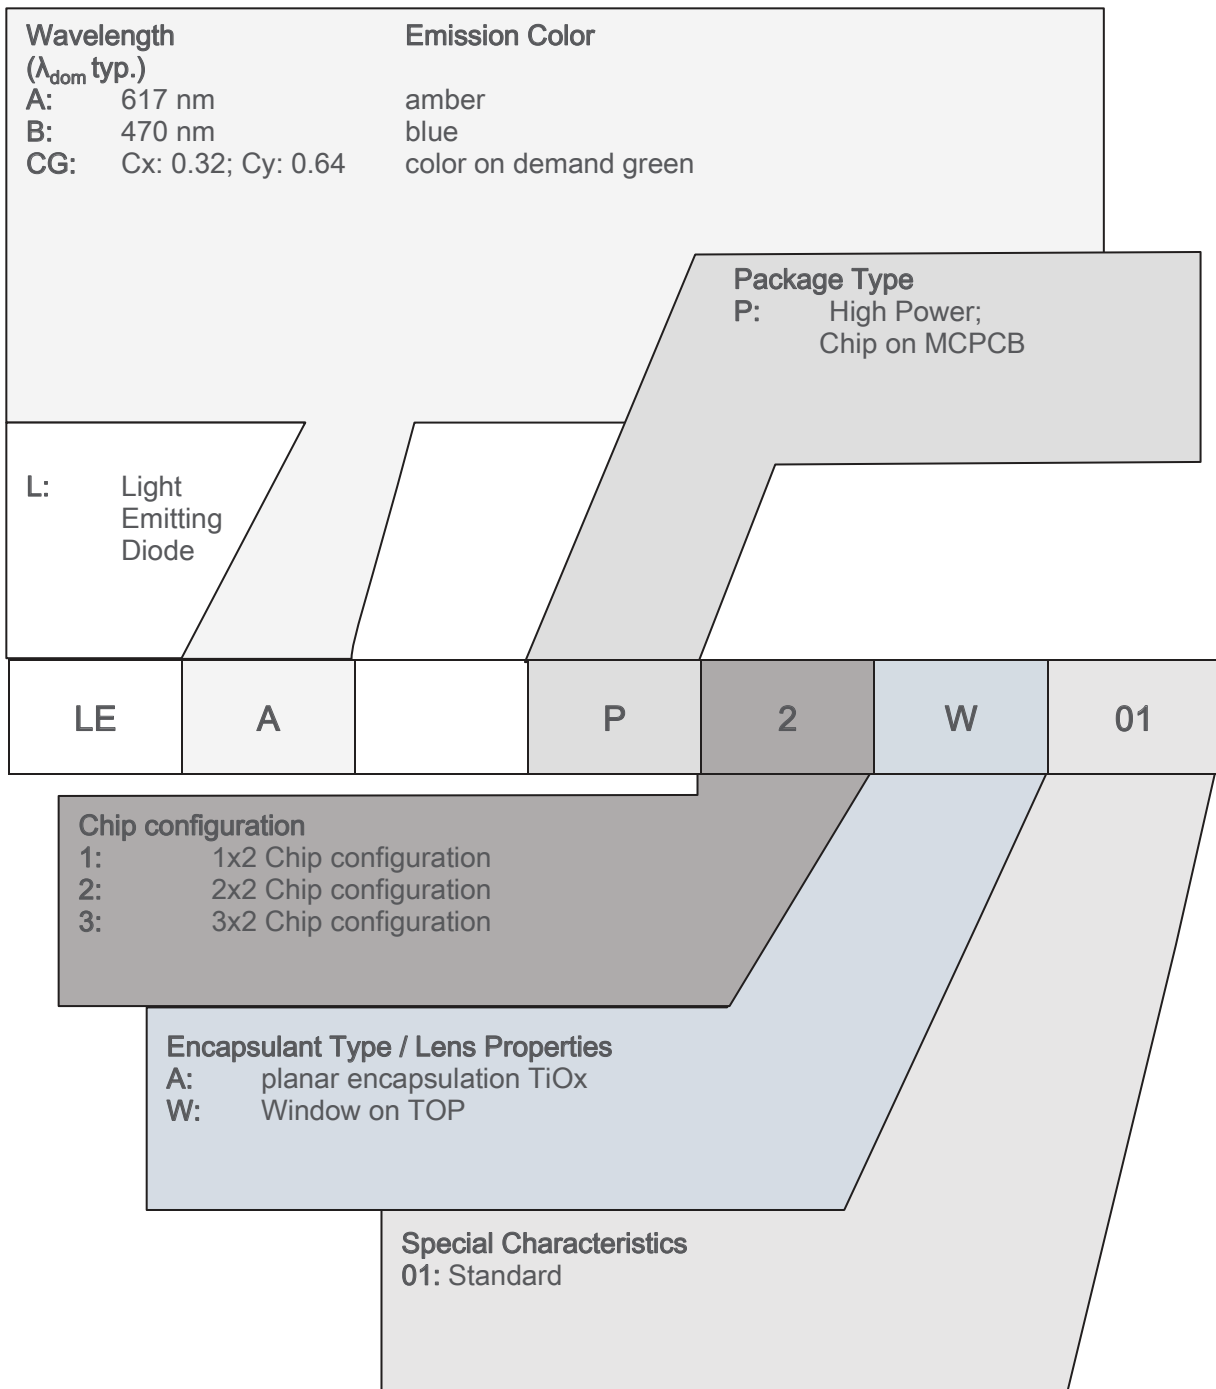 Wavelength Emission Color
(λdom typ.)
A: 617 nm amber
B: 470 nm blue
CG: Cx: 0.32; Cy: 0.64 color on demand green
Package Type
P: High Power;
Chip on MCPCB
L: Light
Emitting
Diode
LE A P 2 W 01
Chip configuration
1: 1x2 Chip configuration
2: 2x2 Chip configuration
3: 3x2 Chip configuration
Encapsulant Type / Lens Properties
A: planar encapsulation TiOx
W: Window on TOP
Special Characteristics
01: Standard